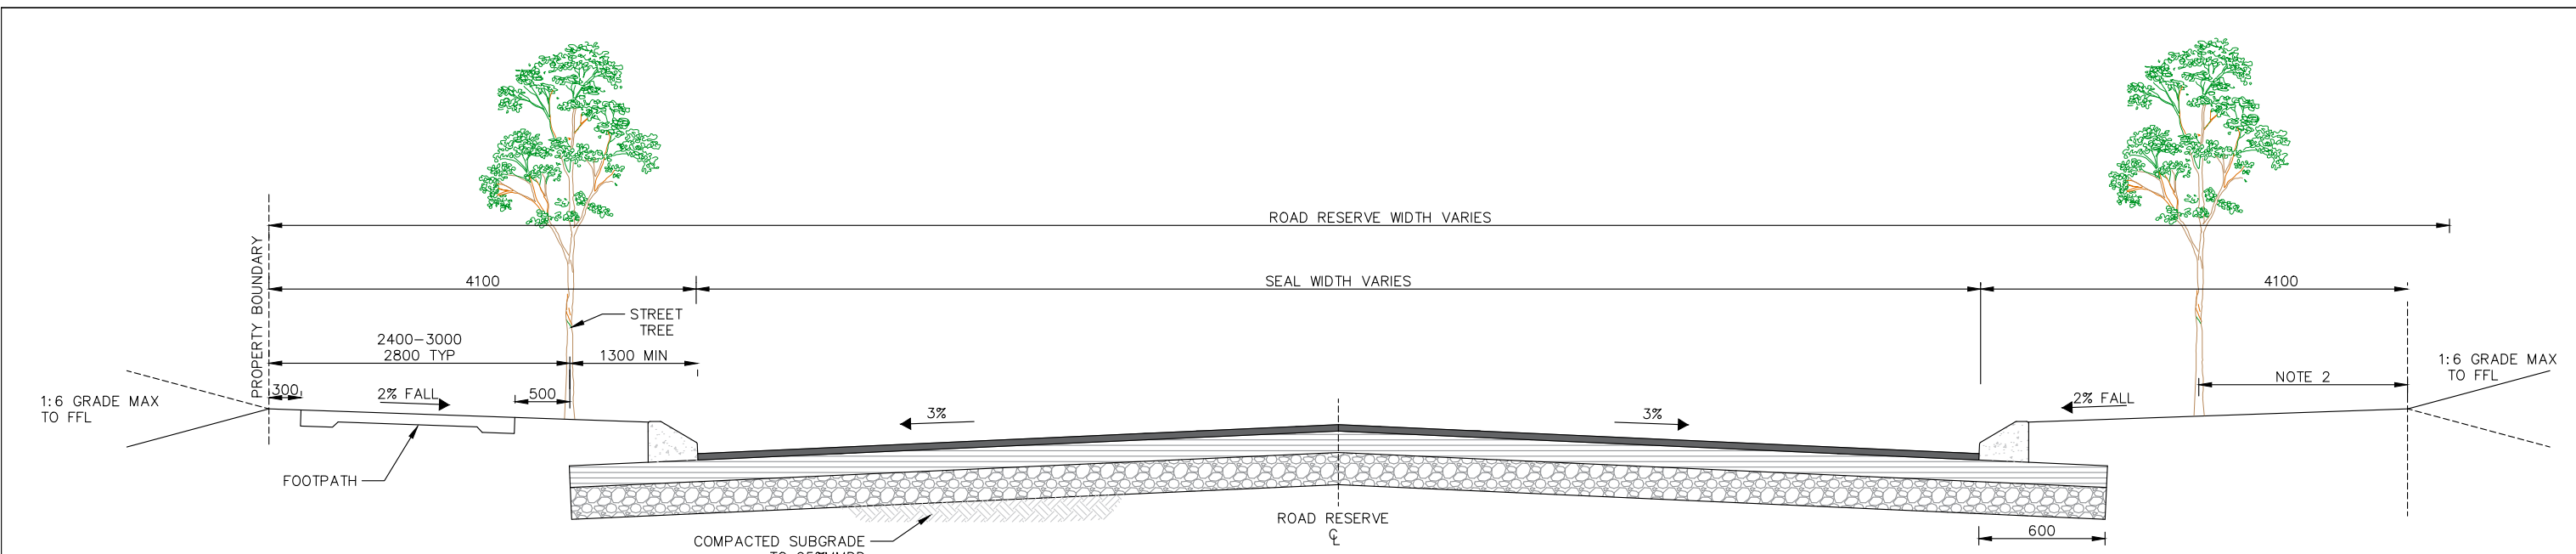 ROAD RESERVE WIDTH VARIES
PROPERTY BOUNDARY
4100
SEAL WIDTH VARIES
4100
STREET
TREE
2400-3000
2800 TYP
1300 MIN
1:6 GRADE MAX
TO FFL
300
2% FALL
500
3%
3%
2% FALL
NOTE 2
1:6 GRADE MAX
TO FFL
FOOTPATH
COMPACTED SUBGRADE
ROAD RESERVE
℄
600